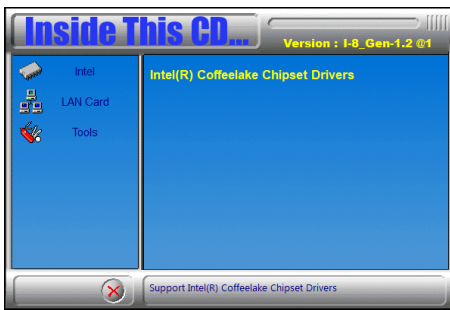 Inside This CD...
Version : I-8_Gen-1.2 @1
Intel
LAN Card
Tools
Intel(R) Coffeelake Chipset Drivers
Support Intel(R) Coffeelake Chipset Drivers